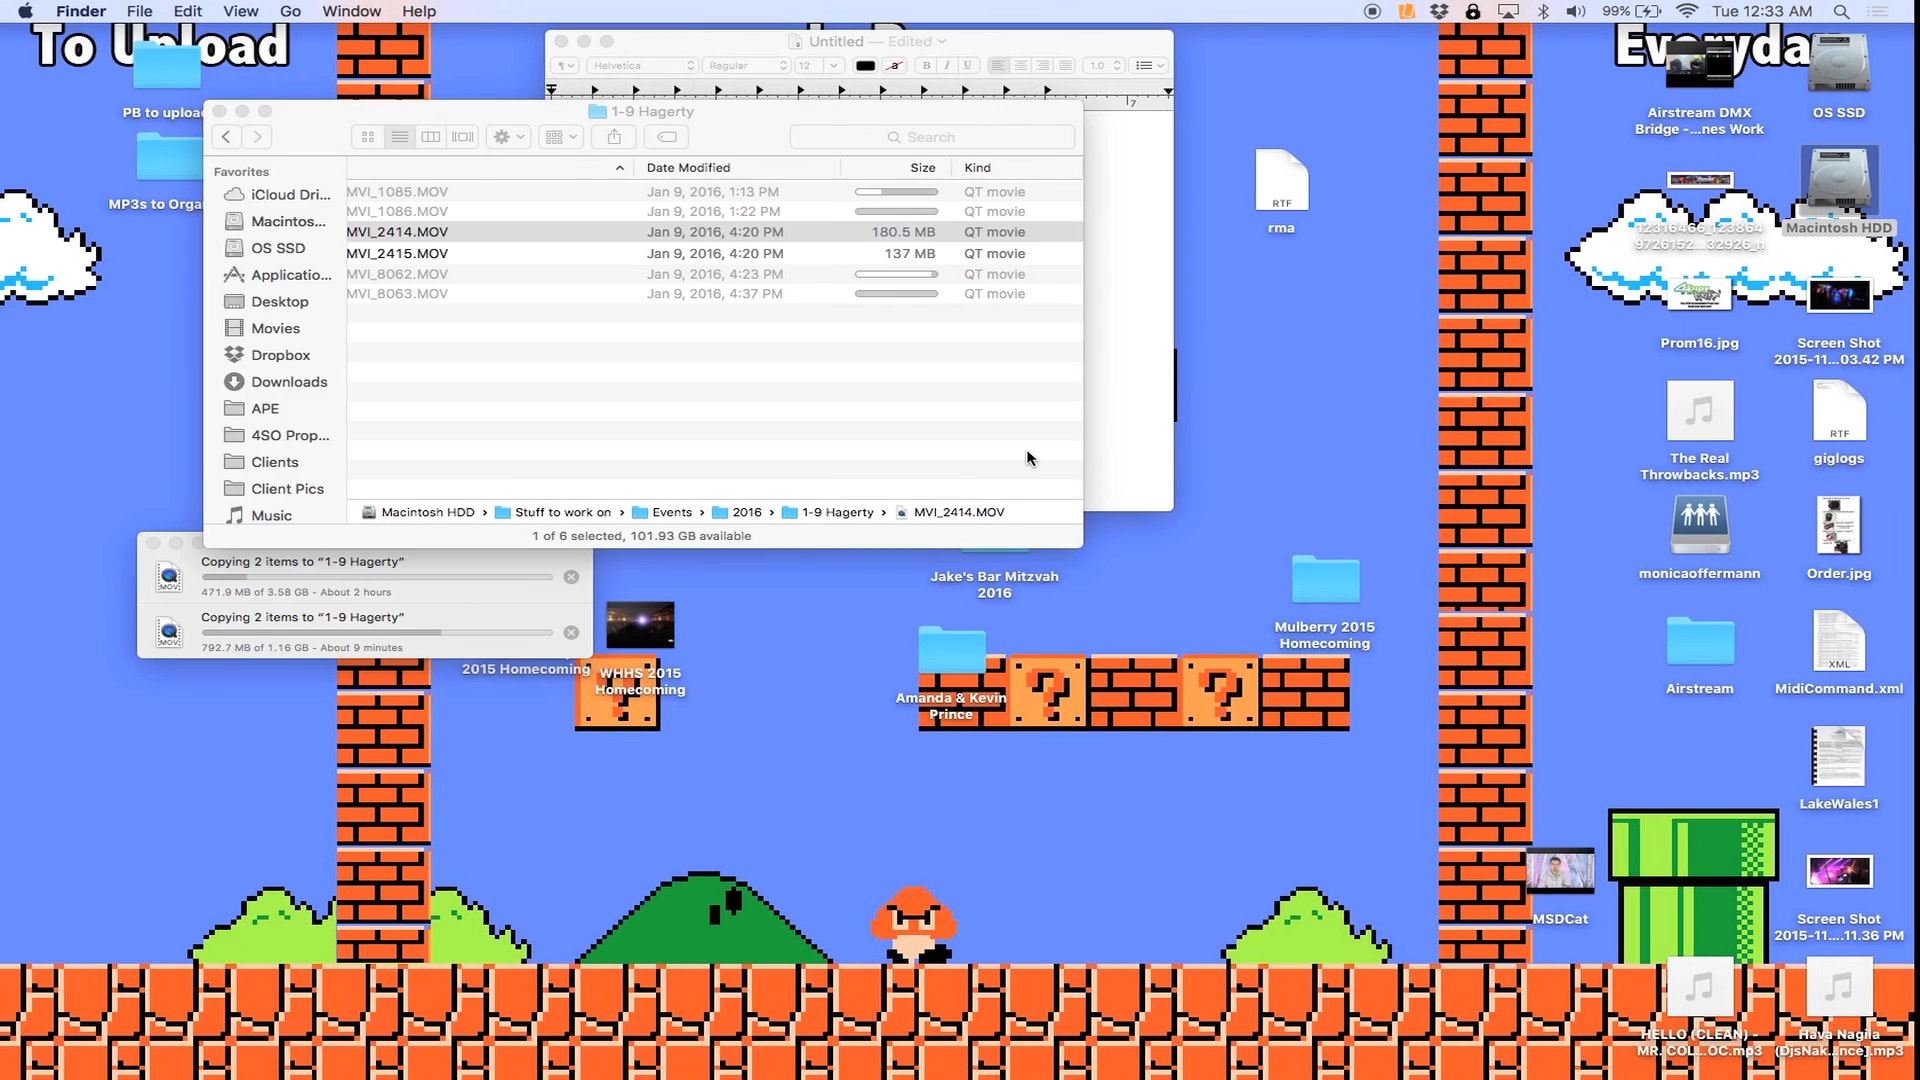 Finder File Edit View Go Window Help
99% Tue 12:33 AM
To Upload
Everyda
PB to upload
MP3s to Orga
Untitled — Edited
Helvetica Regular 12 B I U 1.0
7
1-9 Hagerty
Search
Favorites
iCloud Dri...
Macintos...
OS SSD
Applicatio...
Desktop
Movies
Dropbox
Downloads
APE
4SO Prop...
Clients
Client Pics
Music
Date Modified Size Kind
MVI_1085.MOV Jan 9, 2016, 1:13 PM QT movie
MVI_1086.MOV Jan 9, 2016, 1:22 PM QT movie
MVI_2414.MOV Jan 9, 2016, 4:20 PM 180.5 MB QT movie
MVI_2415.MOV Jan 9, 2016, 4:20 PM 137 MB QT movie
MVI_8062.MOV Jan 9, 2016, 4:23 PM QT movie
MVI_8063.MOV Jan 9, 2016, 4:37 PM QT movie
Macintosh HDD › Stuff to work on › Events › 2016 › 1-9 Hagerty › MVI_2414.MOV
1 of 6 selected, 101.93 GB available
MOV
Copying 2 items to “1-9 Hagerty”
471.9 MB of 3.58 GB - About 2 hours
MOV
Copying 2 items to “1-9 Hagerty”
792.7 MB of 1.16 GB - About 9 minutes
2015 Homecoming
WHHS 2015
Homecoming
Jake's Bar Mitzvah
2016
Amanda & Kevin
Prince
Mulberry 2015
Homecoming
RTF
rma
Airstream DMX
Bridge -...nes Work
OS SSD
12316466_123864
9726152...32926_n
Macintosh HDD
Prom16.jpg
Screen Shot
2015-11...03.42 PM
The Real
Throwbacks.mp3
RTF
giglogs
monicaoffermann
Order.jpg
Airstream
XML
MidiCommand.xml
LakeWales1
MSDCat
Screen Shot
2015-11....11.36 PM
HELLO (CLEAN) -
MR. COL...OC.mp3
Hava Nagila
(DjsNak...nce].mp3